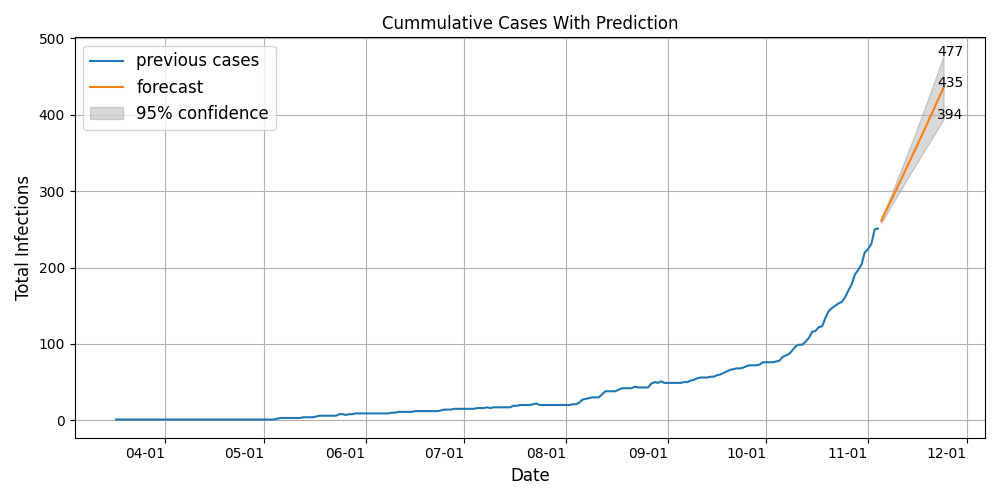 Cummulative Cases With Prediction
500
400
300
200
100
0
Total Infections
previous cases
forecast
95% confidence
477
435
394
04-01 05-01 06-01 07-01 08-01 09-01 10-01 11-01 12-01
Date